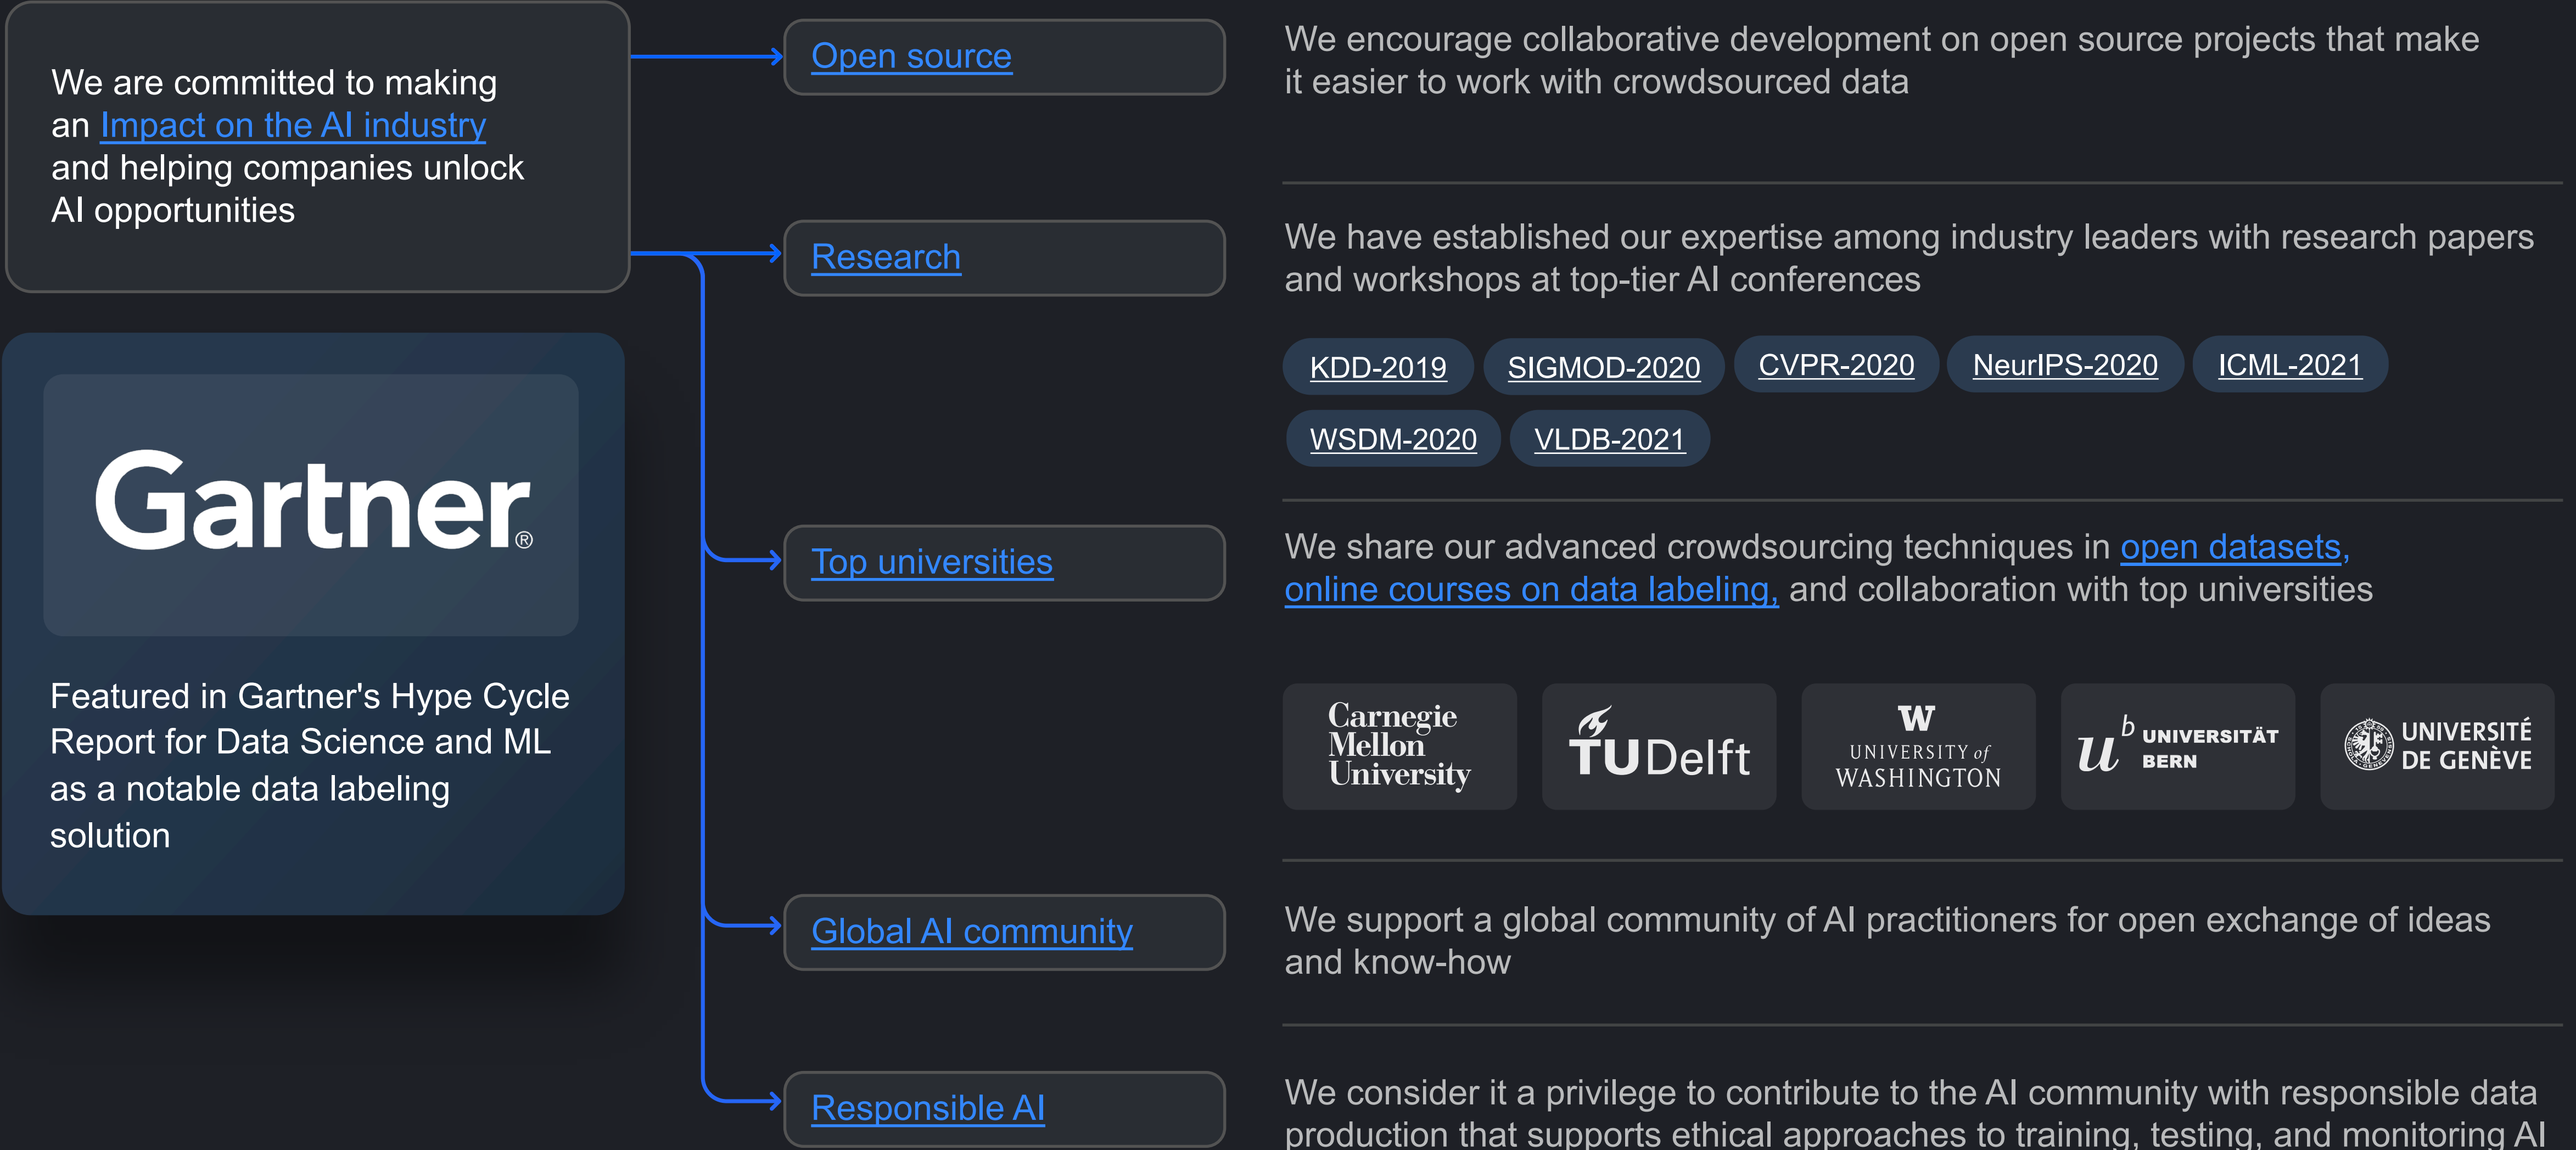 We are committed to making
an Impact on the AI industry
and helping companies unlock
AI opportunities
Gartner®
Featured in Gartner's Hype Cycle
Report for Data Science and ML
as a notable data labeling
solution
Open source
We encourage collaborative development on open source projects that make
it easier to work with crowdsourced data
Research
We have established our expertise among industry leaders with research papers
and workshops at top-tier AI conferences
KDD-2019 SIGMOD-2020 CVPR-2020 NeurIPS-2020 ICML-2021
WSDM-2020 VLDB-2021
Top universities
We share our advanced crowdsourcing techniques in open datasets,
online courses on data labeling, and collaboration with top universities
Carnegie
Mellon
University
TUDelft
W
UNIVERSITY of
WASHINGTON
u b
UNIVERSITÄT
BERN
UNIVERSITÉ
DE GENÈVE
Global AI community
We support a global community of AI practitioners for open exchange of ideas
and know-how
Responsible AI
We consider it a privilege to contribute to the AI community with responsible data
production that supports ethical approaches to training, testing, and monitoring AI